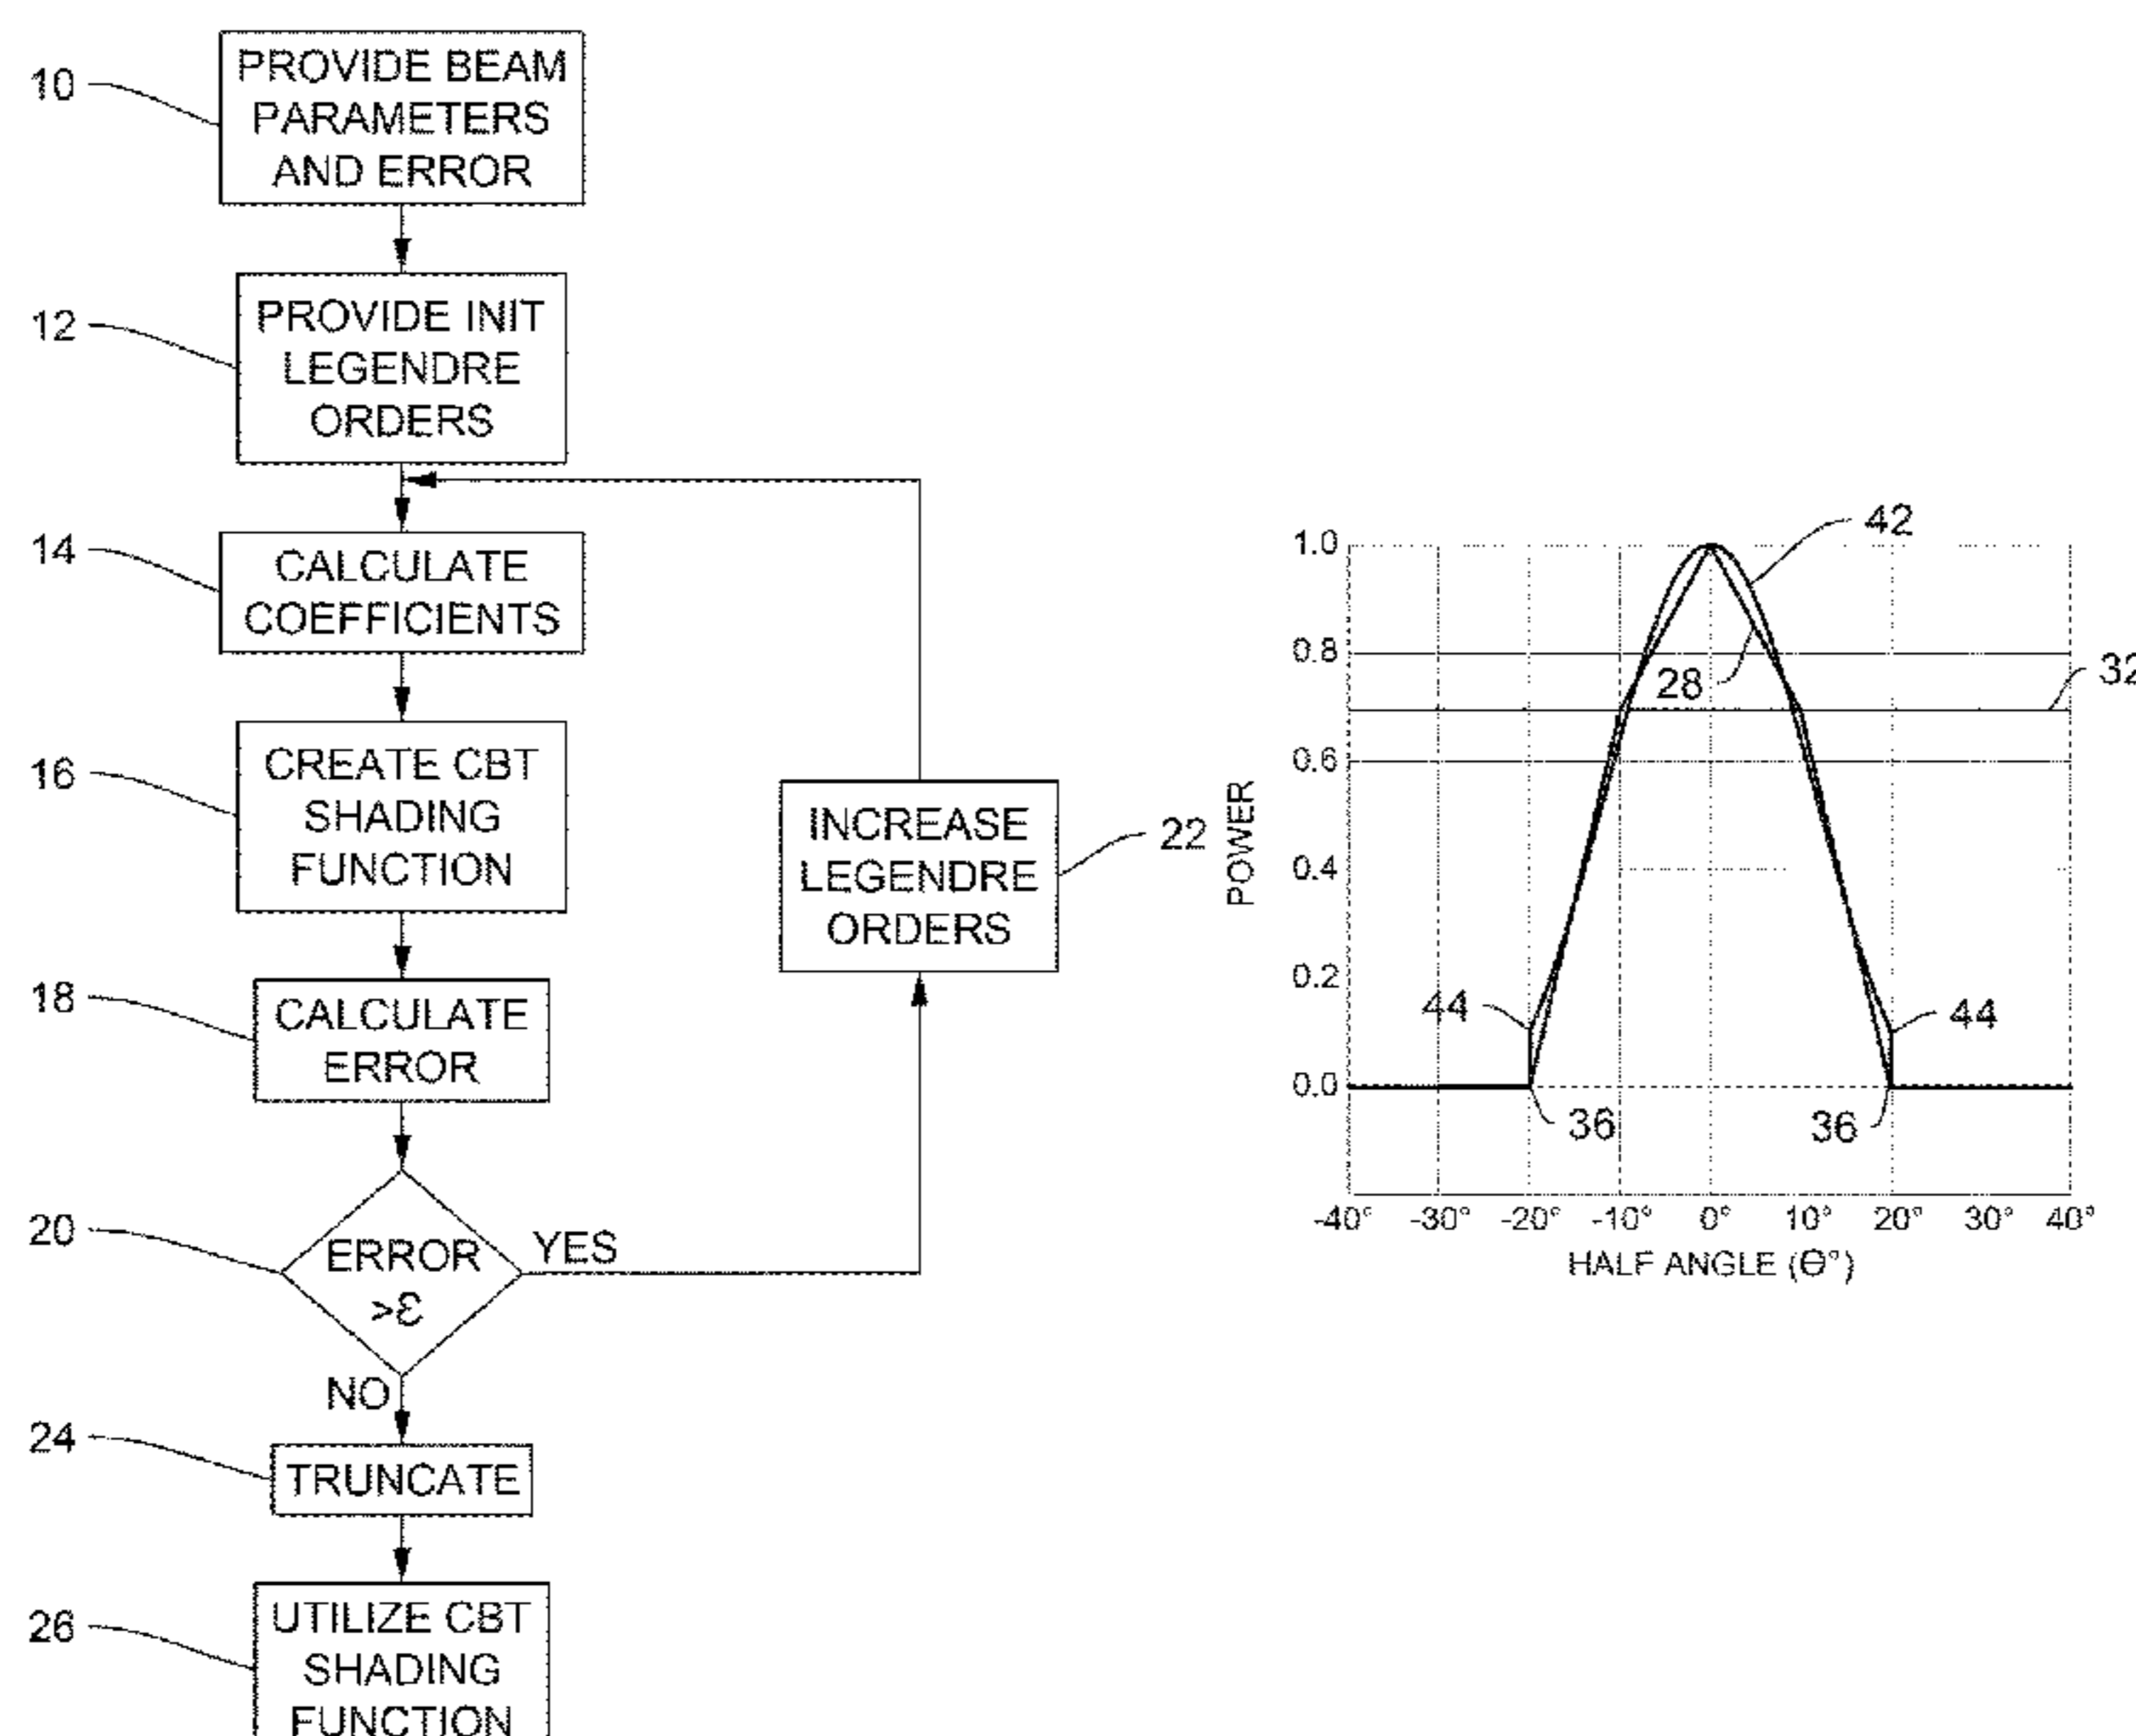 10
PROVIDE BEAM
PARAMETERS
AND ERROR
12
PROVIDE INIT
LEGENDRE
ORDERS
14
CALCULATE
COEFFICIENTS
16
CREATE CBT
SHADING
FUNCTION
18
CALCULATE
ERROR
20
ERROR
>Ɛ
YES
NO
22
INCREASE
LEGENDRE
ORDERS
24
TRUNCATE
26
UTILIZE CBT
SHADING
FUNCTION
POWER
1.0
0.8
0.6
0.4
0.2
0.0
42
28
32
44
44
36
36
-40° -30° -20° -10° 0° 10° 20° 30° 40°
HALF ANGLE (Θ°)